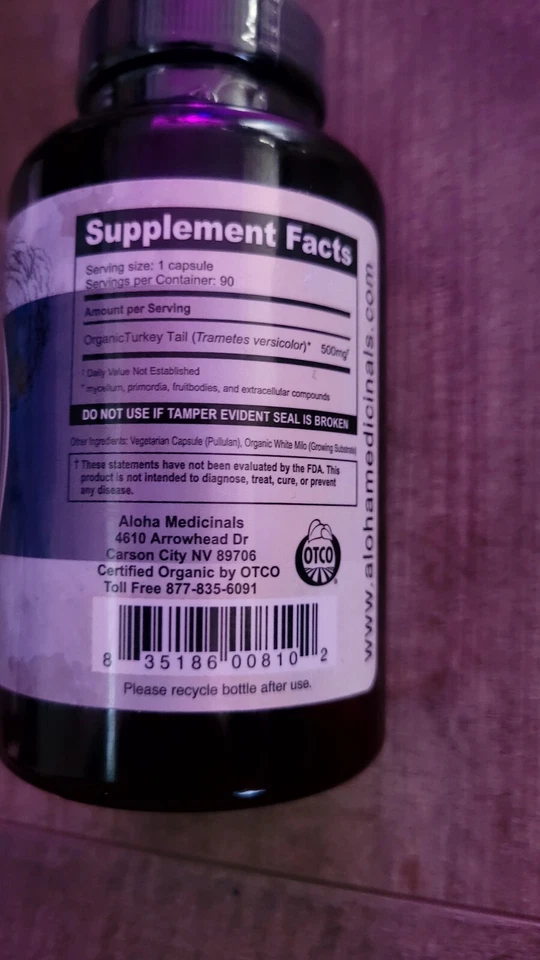 Supplement Facts
Serving size: 1 capsule
Servings per Container: 90
Amount per Serving
OrganicTurkey Tail (Trametes versicolor)* 500mg†
† Daily Value Not Established
* mycelium, primordia, fruitbodies, and extracellular compounds
DO NOT USE IF TAMPER EVIDENT SEAL IS BROKEN
Other Ingredients: Vegetarian Capsule (Pullulan), Organic White Milo (Growing Substrate)
† These statements have not been evaluated by the FDA. This
product is not intended to diagnose, treat, cure, or prevent
any disease.
Aloha Medicinals
4610 Arrowhead Dr
Carson City NV 89706
Certified Organic by OTCO
Toll Free 877-835-6091
OTCO
®
8 35186 00810 2
Please recycle bottle after use.
www.alohamedicinals.com